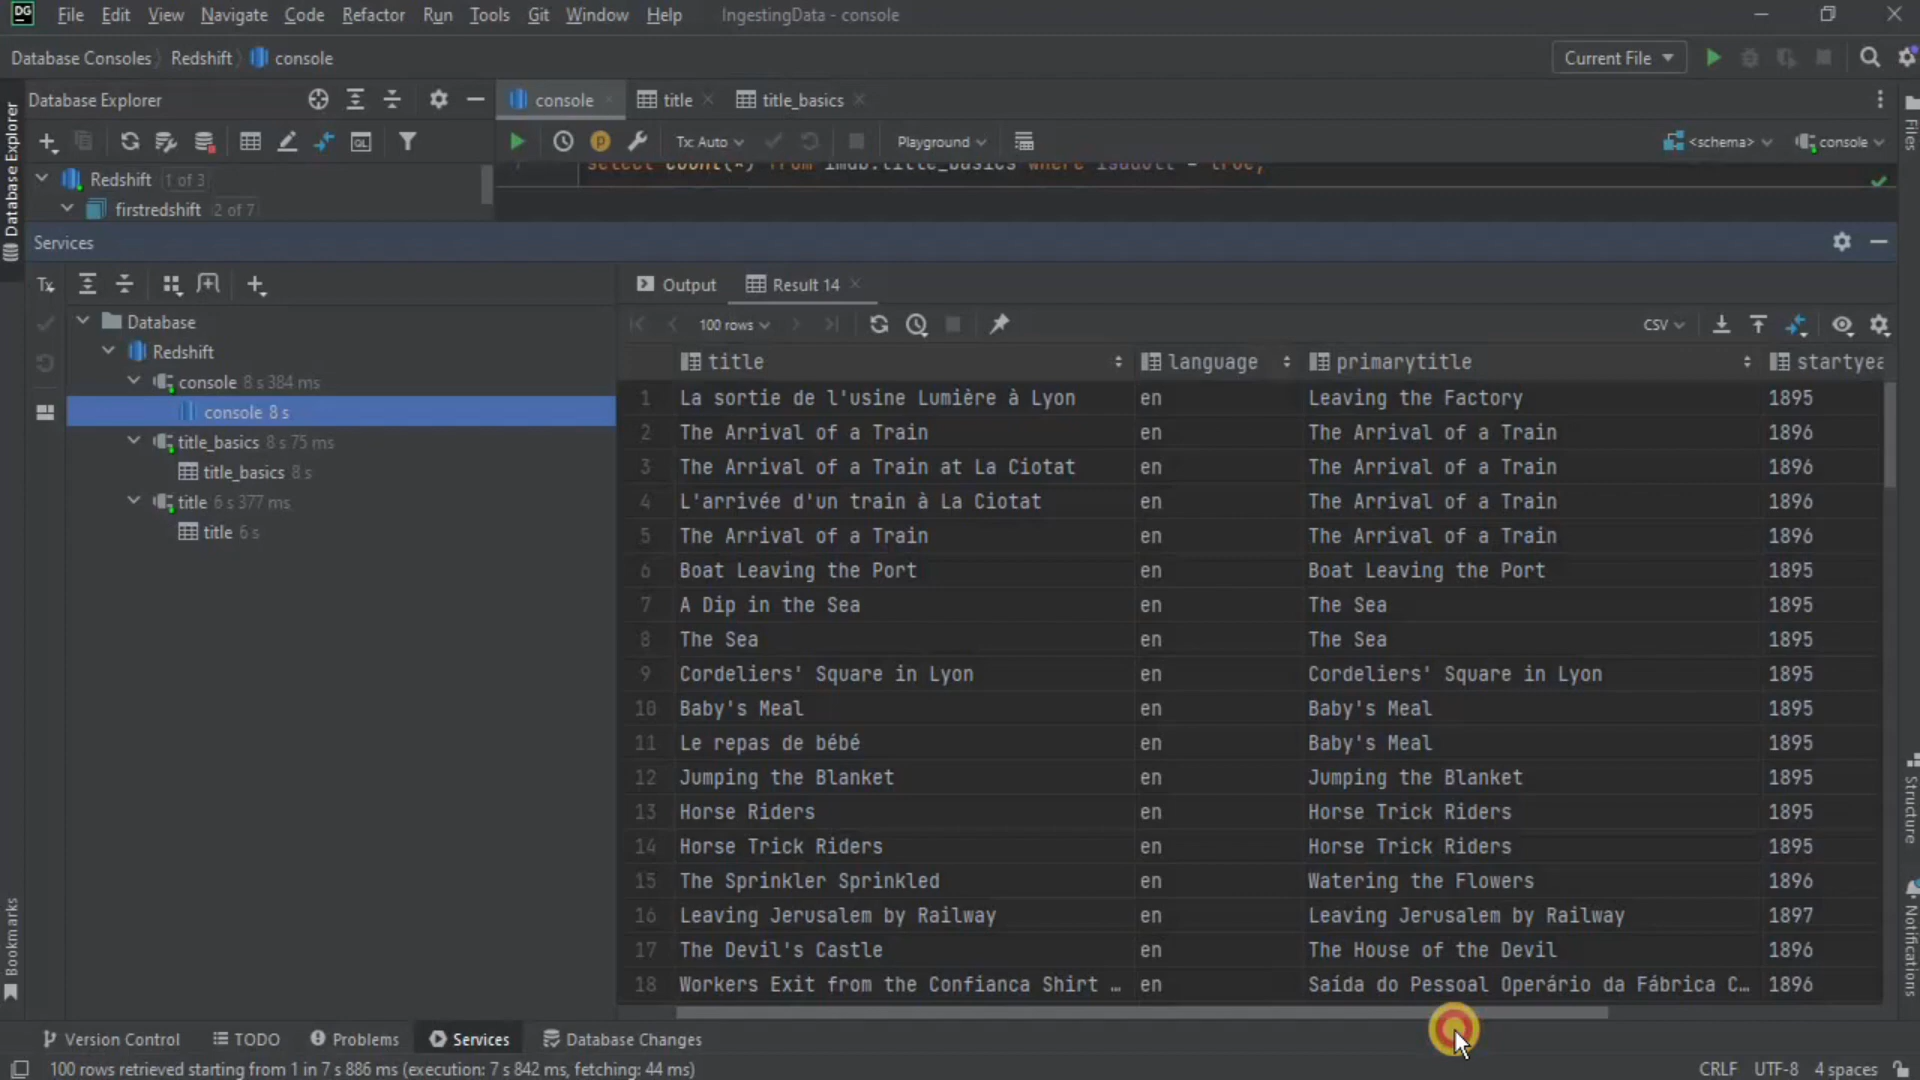 DG File Edit View Navigate Code Refactor Run Tools Git Window Help IngestingData - console
Database Consoles Redshift console Current File
Database Explorer console title title_basics
Tx: Auto Playground <schema> console
Redshift 1 of 3
select count(*) from imdb.title_basics where isadult = true;
firstredshift 2 of 7
Services
Tx
Output Result 14
Database
100 rows CSV
Redshift
title language primarytitle startyea
console 8 s 384 ms
console 8 s
title_basics 8 s 75 ms
title_basics 8 s
title 6 s 377 ms
title 6 s
1 La sortie de l'usine Lumière à Lyon en Leaving the Factory 1895
2 The Arrival of a Train en The Arrival of a Train 1896
3 The Arrival of a Train at La Ciotat en The Arrival of a Train 1896
4 L'arrivée d'un train à La Ciotat en The Arrival of a Train 1896
5 The Arrival of a Train en The Arrival of a Train 1896
6 Boat Leaving the Port en Boat Leaving the Port 1895
7 A Dip in the Sea en The Sea 1895
8 The Sea en The Sea 1895
9 Cordeliers' Square in Lyon en Cordeliers' Square in Lyon 1895
10 Baby's Meal en Baby's Meal 1895
11 Le repas de bébé en Baby's Meal 1895
12 Jumping the Blanket en Jumping the Blanket 1895
13 Horse Riders en Horse Trick Riders 1895
14 Horse Trick Riders en Horse Trick Riders 1895
15 The Sprinkler Sprinkled en Watering the Flowers 1896
16 Leaving Jerusalem by Railway en Leaving Jerusalem by Railway 1897
17 The Devil's Castle en The House of the Devil 1896
18 Workers Exit from the Confianca Shirt … en Saída do Pessoal Operário da Fábrica C… 1896
Database Explorer
Bookmarks
Files
Structure
Notifications
Version Control TODO Problems Services Database Changes
100 rows retrieved starting from 1 in 7 s 886 ms (execution: 7 s 842 ms, fetching: 44 ms) CRLF UTF-8 4 spaces